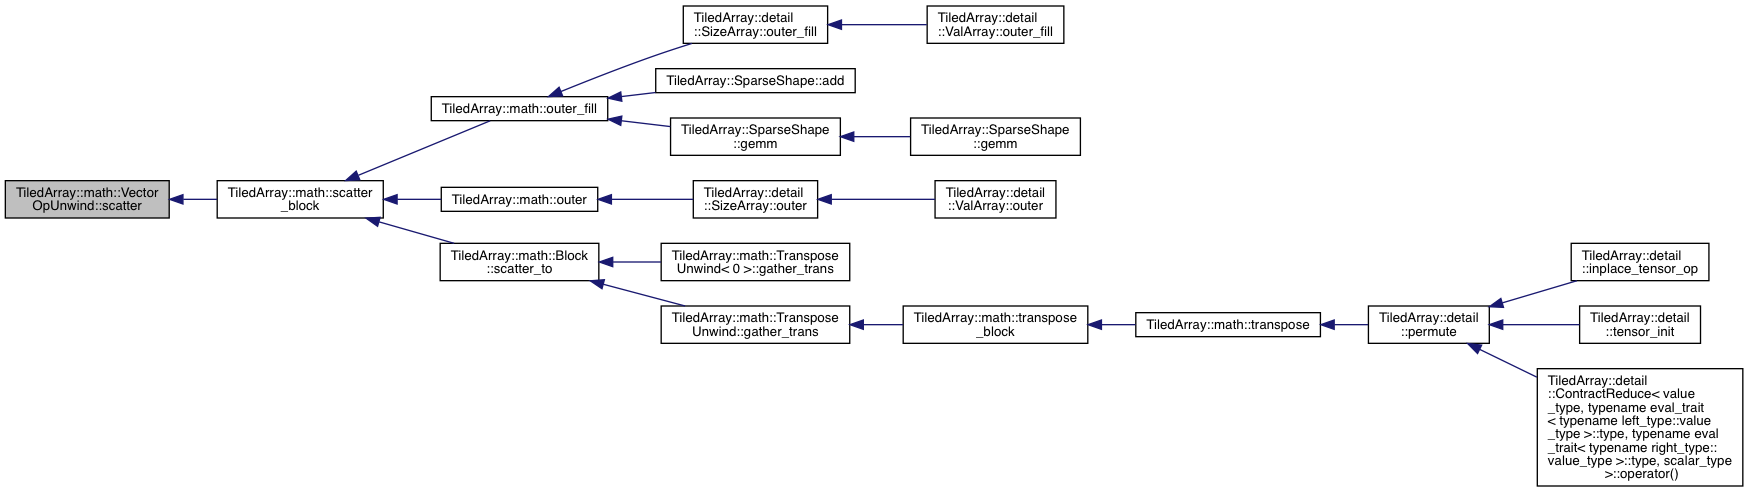 TiledArray::detail
::SizeArray::outer_fill
TiledArray::detail
::ValArray::outer_fill
TiledArray::SparseShape::add
TiledArray::math::outer_fill
TiledArray::SparseShape
::gemm
TiledArray::SparseShape
::gemm
TiledArray::math::Vector
OpUnwind::scatter
TiledArray::math::scatter
_block
TiledArray::math::outer
TiledArray::detail
::SizeArray::outer
TiledArray::detail
::ValArray::outer
TiledArray::math::Block
::scatter_to
TiledArray::math::Transpose
Unwind< 0 >::gather_trans
TiledArray::detail
::inplace_tensor_op
TiledArray::math::Transpose
Unwind::gather_trans
TiledArray::math::transpose
_block
TiledArray::math::transpose
TiledArray::detail
::permute
TiledArray::detail
::tensor_init
TiledArray::detail
::ContractReduce< value
_type, typename eval_trait
< typename left_type::value
_type >::type, typename eval
_trait< typename right_type::
value_type >::type, scalar_type
>::operator()